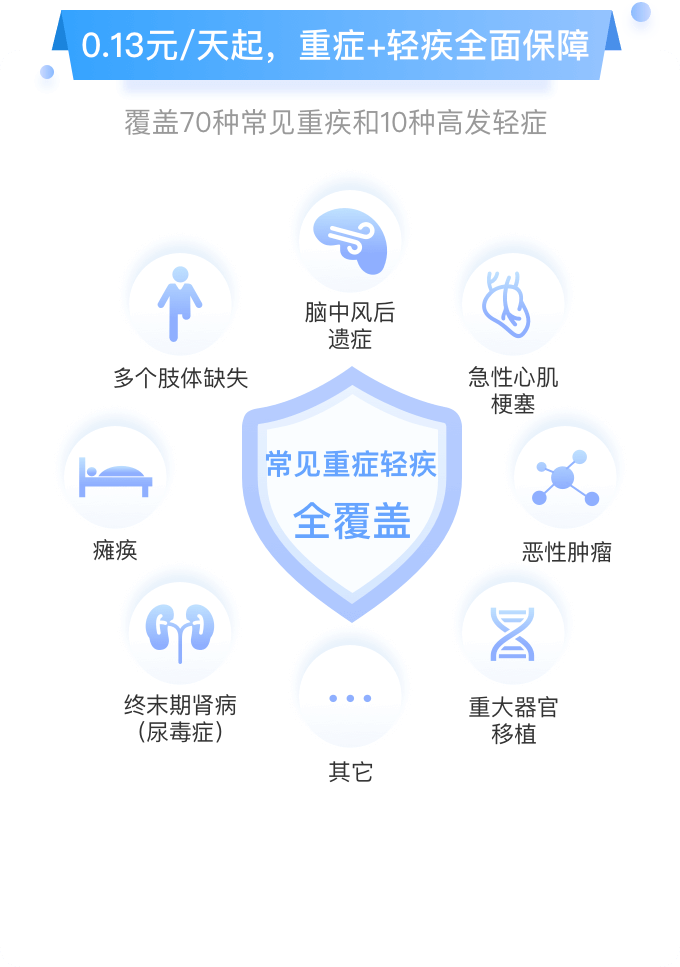 0.13元/天起，重症+轻疾全面保障
覆盖70种常见重疾和10种高发轻症
脑中风后
遗症
多个肢体缺失
急性心肌
梗塞
常见重症轻疾
全覆盖
瘫痪
恶性肿瘤
终末期肾病
（尿毒症）
重大器官
移植
其它